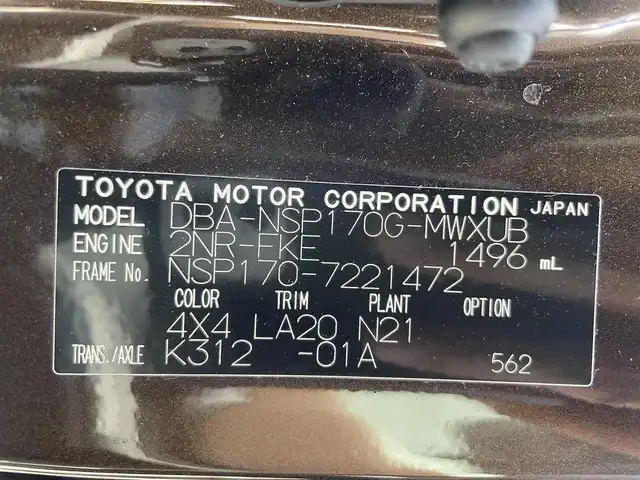 TOYOTA MOTOR CORPORATION JAPAN
MODEL DBA-NSP170G-MWXUB
ENGINE 2NR-FKE 1496 mL
FRAME No. NSP170-7221472
COLOR TRIM PLANT OPTION
4X4 LA20 N21
TRANS./AXLE K312 -01A 562